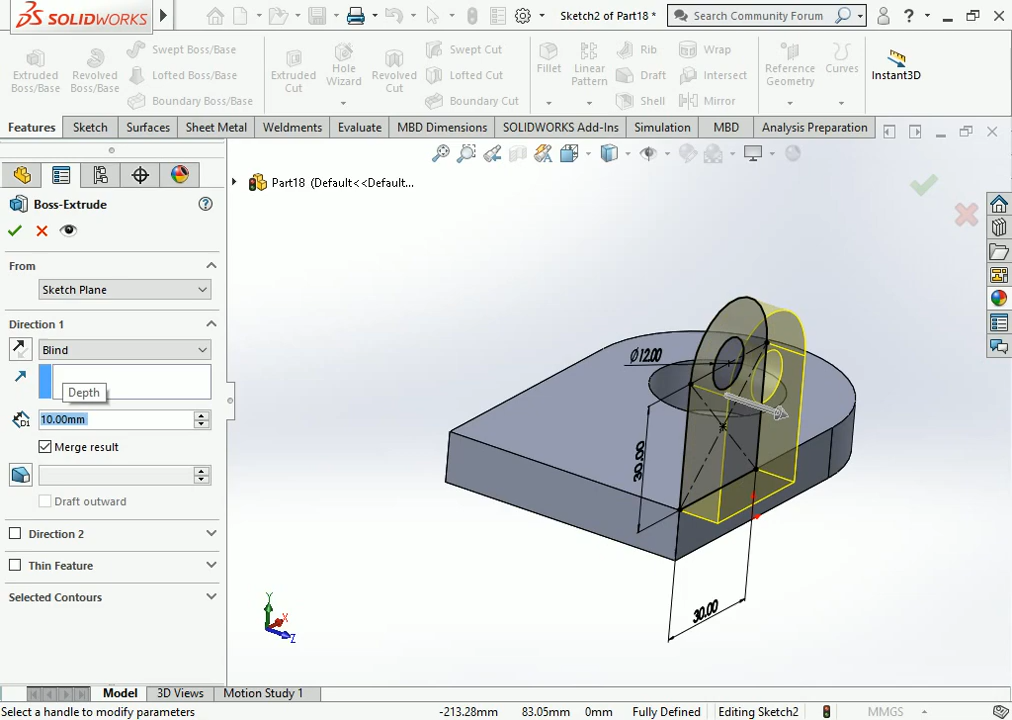 SOLIDWORKS
Sketch2 of Part18 *
Search Community Forum
?
Extruded Boss/Base
Revolved Boss/Base
Swept Boss/Base
Lofted Boss/Base
Boundary Boss/Base
Extruded Cut
Hole Wizard
Revolved Cut
Swept Cut
Lofted Cut
Boundary Cut
Fillet
Linear Pattern
Rib
Draft
Shell
Wrap
Intersect
Mirror
Reference Geometry
Curves
Instant3D
Features
Sketch
Surfaces
Sheet Metal
Weldments
Evaluate
MBD Dimensions
SOLIDWORKS Add-Ins
Simulation
MBD
Analysis Preparation
Part18 (Default<<Default...
Boss-Extrude
?
From
Sketch Plane
Direction 1
Blind
Depth
D1
10.00mm
Merge result
Draft outward
Direction 2
Thin Feature
Selected Contours
Ø12.00
30.00
30.00
Y
X
Z
Model
3D Views
Motion Study 1
Select a handle to modify parameters
-213.28mm
83.05mm
0mm
Fully Defined
Editing Sketch2
MMGS